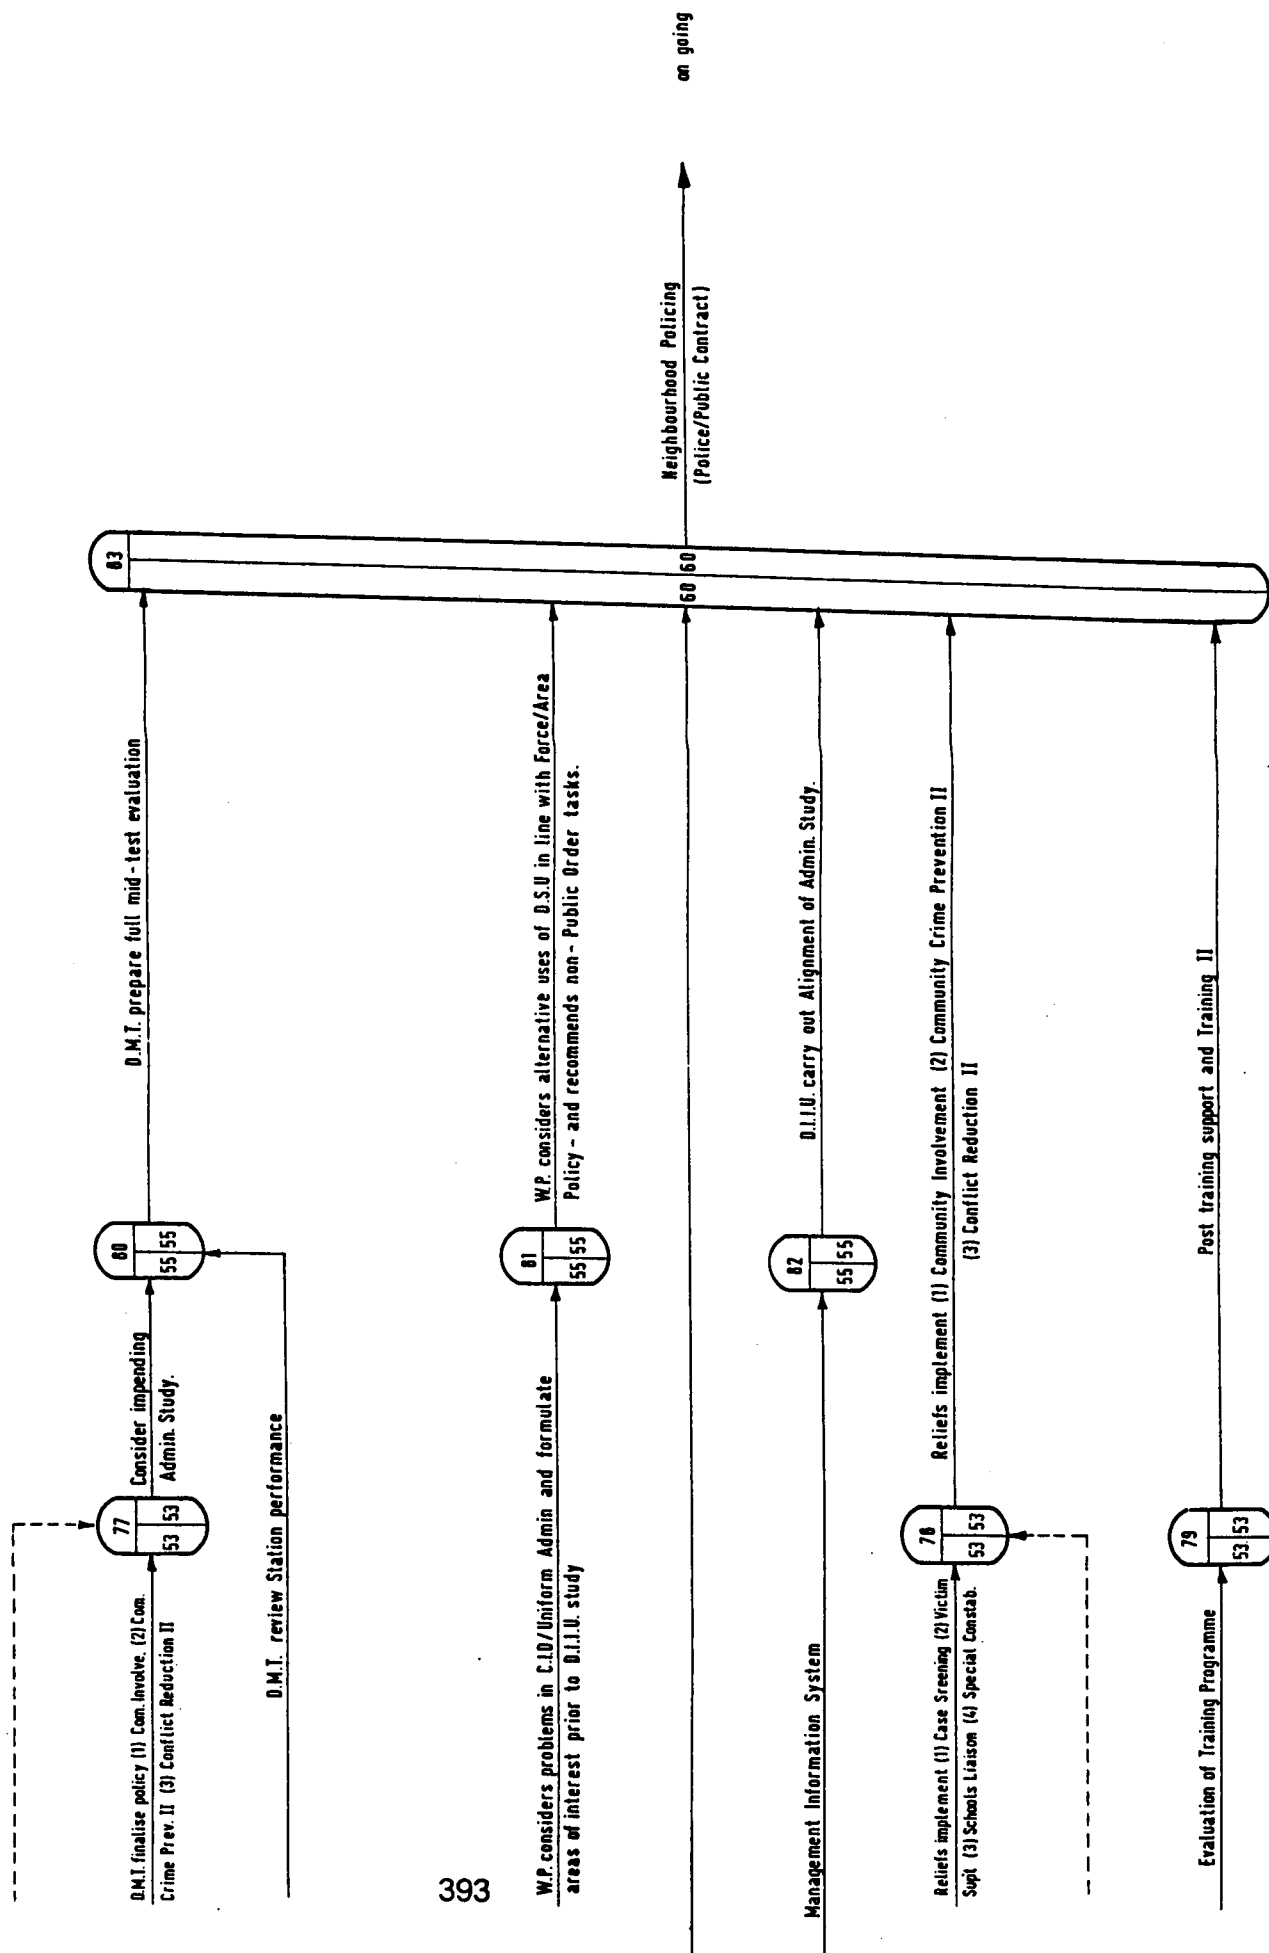 77
53 53
D.M.T. finalise policy (1) Com. Involve. (2) Com.
Crime Prev. II (3) Conflict Reduction II
Consider impending
Admin. Study.
80
55 55
D.M.T. prepare full mid-test evaluation
D.M.T. review Station performance
83
60 60
W.P. considers problems in C.I.D/Uniform Admin and formulate
areas of interest prior to D.I.I.U. study
81
55 55
W.P. considers alternative uses of D.S.U in line with Force/Area
Policy - and recommends non-Public Order tasks.
Neighbourhood Policing
(Police/Public Contract)
on going
Management Information System
82
55 55
D.I.I.U. carry out Alignment of Admin. Study.
Reliefs implement (1) Case Sreening (2) Victim
Supt (3) Schools Liaison (4) Special Constab.
78
53 53
Reliefs implement (1) Community Involvement (2) Community Crime Prevention II
(3) Conflict Reduction II
Evaluation of Training Programme
79
53. 53
Post training support and Training II
393